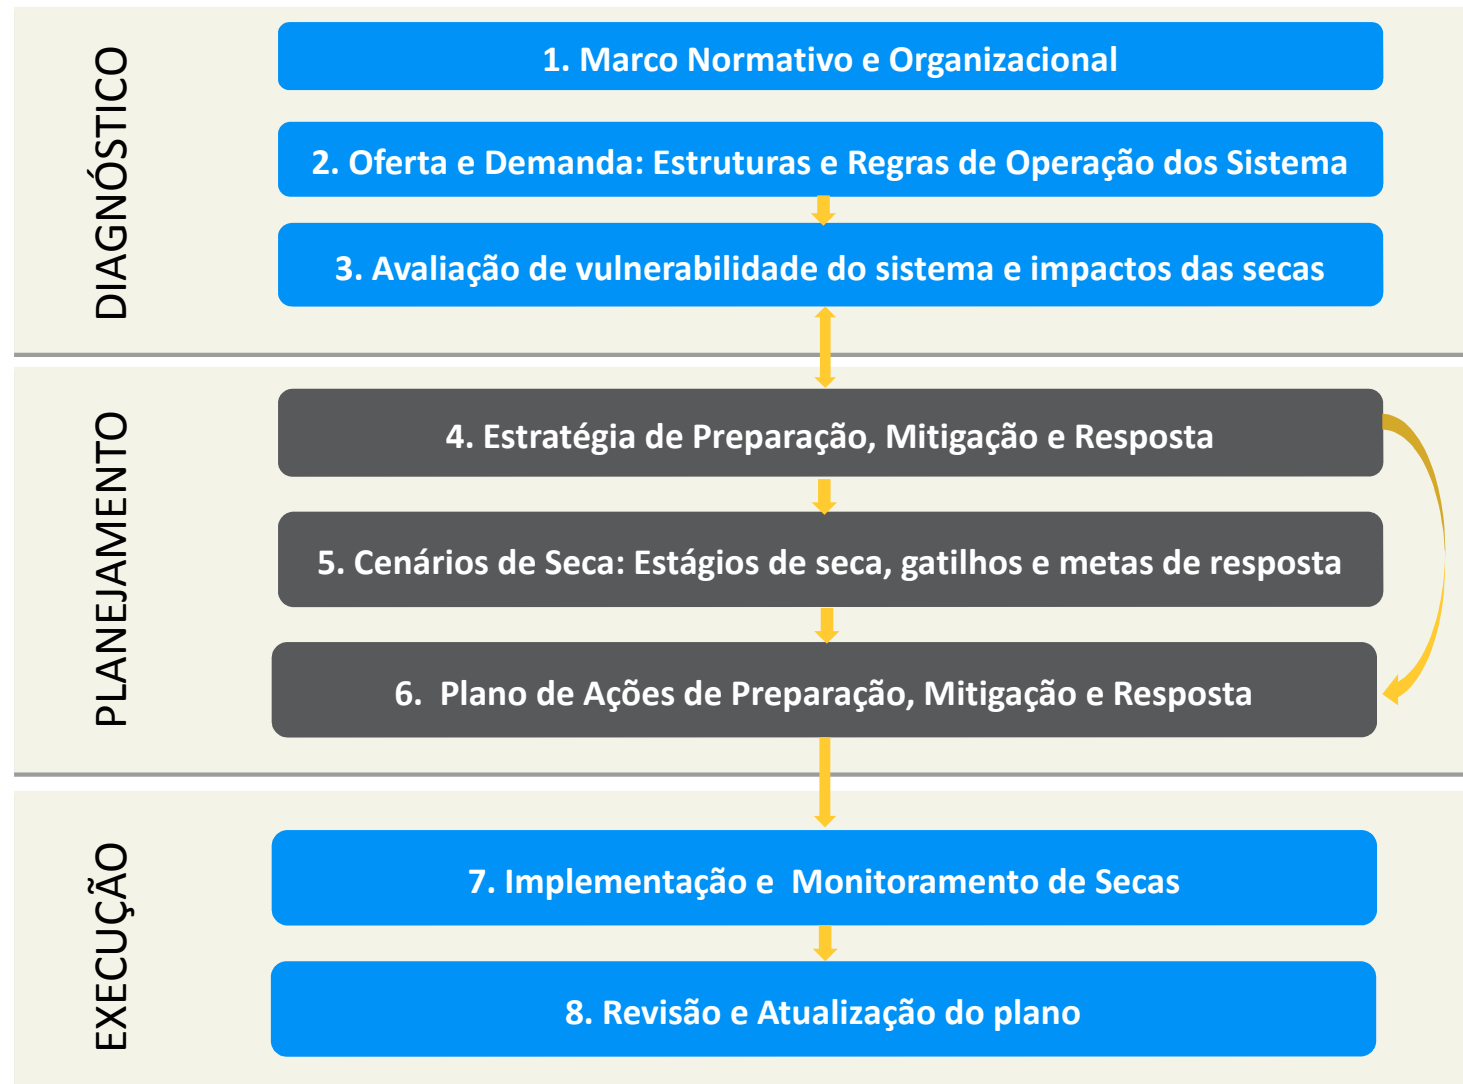 DIAGNÓSTICO
1. Marco Normativo e Organizacional
2. Oferta e Demanda: Estruturas e Regras de Operação dos Sistema
3. Avaliação de vulnerabilidade do sistema e impactos das secas
PLANEJAMENTO
4. Estratégia de Preparação, Mitigação e Resposta
5. Cenários de Seca: Estágios de seca, gatilhos e metas de resposta
6. Plano de Ações de Preparação, Mitigação e Resposta
EXECUÇÃO
7. Implementação e Monitoramento de Secas
8. Revisão e Atualização do plano